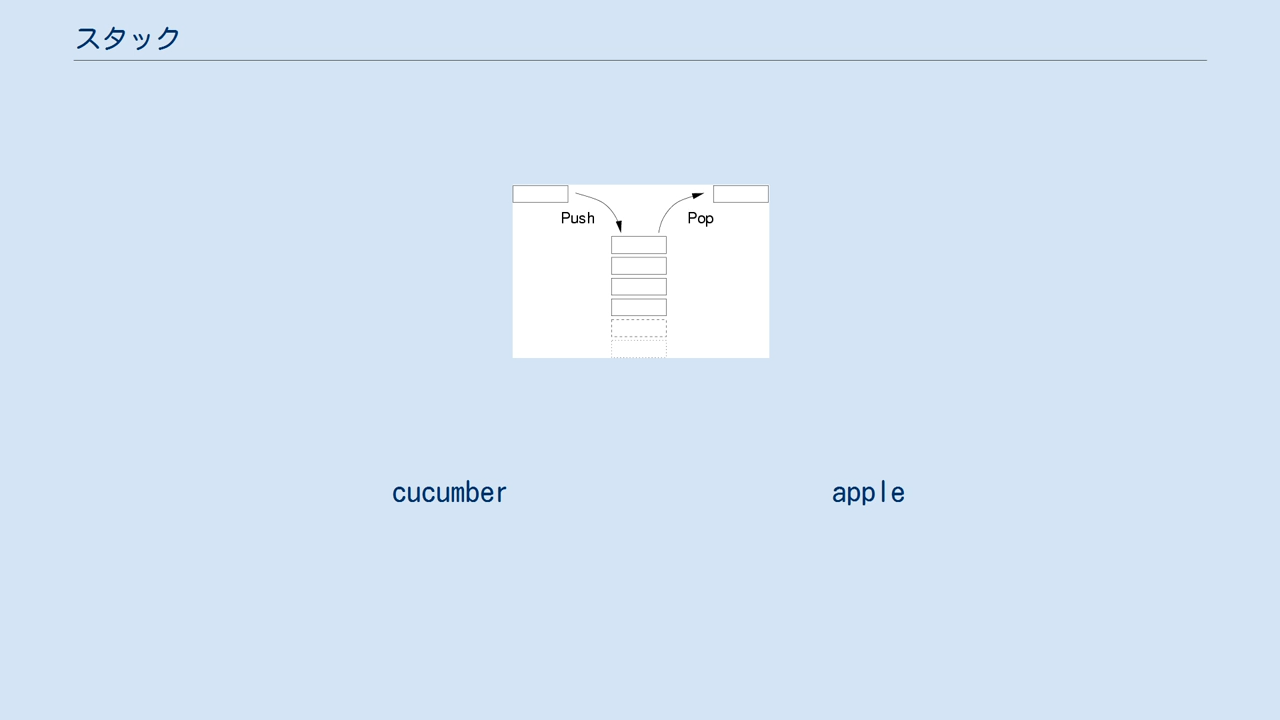 スタック
Push Pop
cucumber apple